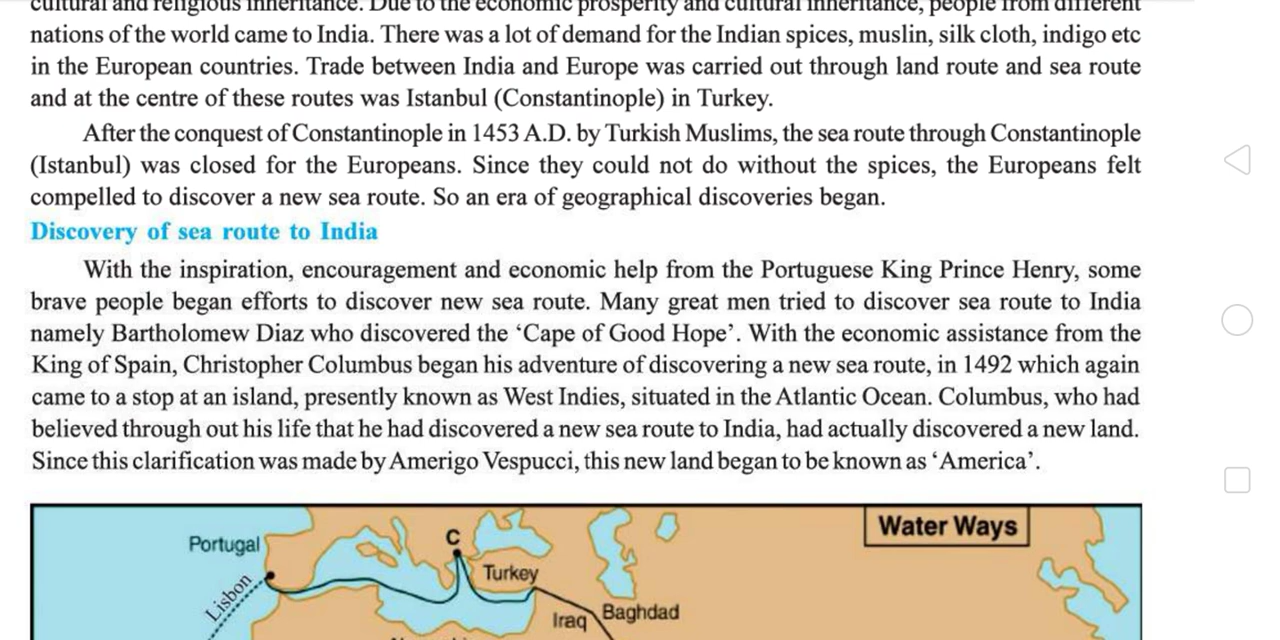 cultural and religious inheritance. Due to the economic prosperity and cultural inheritance, people from different
nations of the world came to India. There was a lot of demand for the Indian spices, muslin, silk cloth, indigo etc
in the European countries. Trade between India and Europe was carried out through land route and sea route
and at the centre of these routes was Istanbul (Constantinople) in Turkey.
After the conquest of Constantinople in 1453 A.D. by Turkish Muslims, the sea route through Constantinople
(Istanbul) was closed for the Europeans. Since they could not do without the spices, the Europeans felt
compelled to discover a new sea route. So an era of geographical discoveries began.
Discovery of sea route to India
With the inspiration, encouragement and economic help from the Portuguese King Prince Henry, some
brave people began efforts to discover new sea route. Many great men tried to discover sea route to India
namely Bartholomew Diaz who discovered the ‘Cape of Good Hope’. With the economic assistance from the
King of Spain, Christopher Columbus began his adventure of discovering a new sea route, in 1492 which again
came to a stop at an island, presently known as West Indies, situated in the Atlantic Ocean. Columbus, who had
believed through out his life that he had discovered a new sea route to India, had actually discovered a new land.
Since this clarification was made by Amerigo Vespucci, this new land began to be known as ‘America’.
Water Ways
Portugal
C
Turkey
Lisbon
Iraq
Baghdad